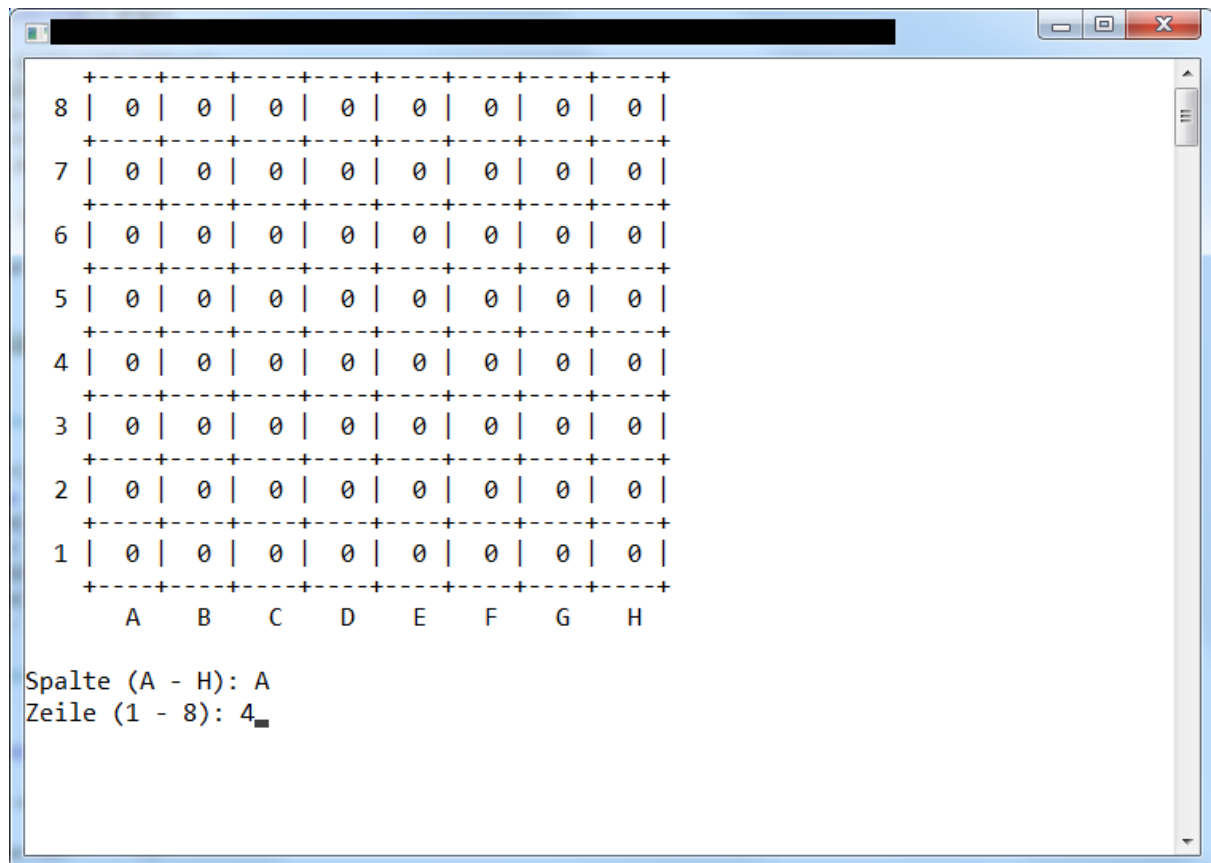 +----+----+----+----+----+----+----+----+
8 |  0 |  0 |  0 |  0 |  0 |  0 |  0 |  0 |
+----+----+----+----+----+----+----+----+
7 |  0 |  0 |  0 |  0 |  0 |  0 |  0 |  0 |
+----+----+----+----+----+----+----+----+
6 |  0 |  0 |  0 |  0 |  0 |  0 |  0 |  0 |
+----+----+----+----+----+----+----+----+
5 |  0 |  0 |  0 |  0 |  0 |  0 |  0 |  0 |
+----+----+----+----+----+----+----+----+
4 |  0 |  0 |  0 |  0 |  0 |  0 |  0 |  0 |
+----+----+----+----+----+----+----+----+
3 |  0 |  0 |  0 |  0 |  0 |  0 |  0 |  0 |
+----+----+----+----+----+----+----+----+
2 |  0 |  0 |  0 |  0 |  0 |  0 |  0 |  0 |
+----+----+----+----+----+----+----+----+
1 |  0 |  0 |  0 |  0 |  0 |  0 |  0 |  0 |
+----+----+----+----+----+----+----+----+
A    B    C    D    E    F    G    H
Spalte (A - H): A
Zeile (1 - 8): 4